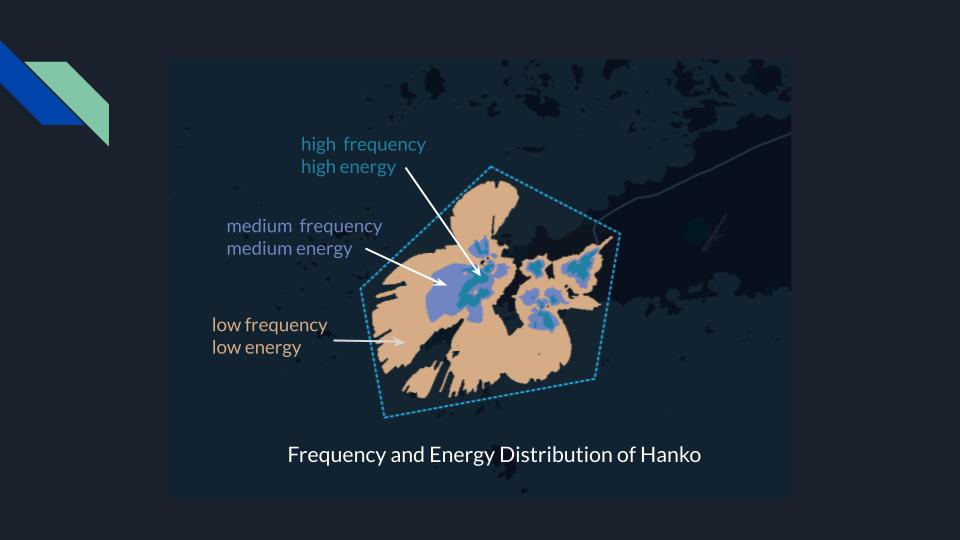 high frequency
high energy
medium frequency
medium energy
low frequency
low energy
Frequency and Energy Distribution of Hanko